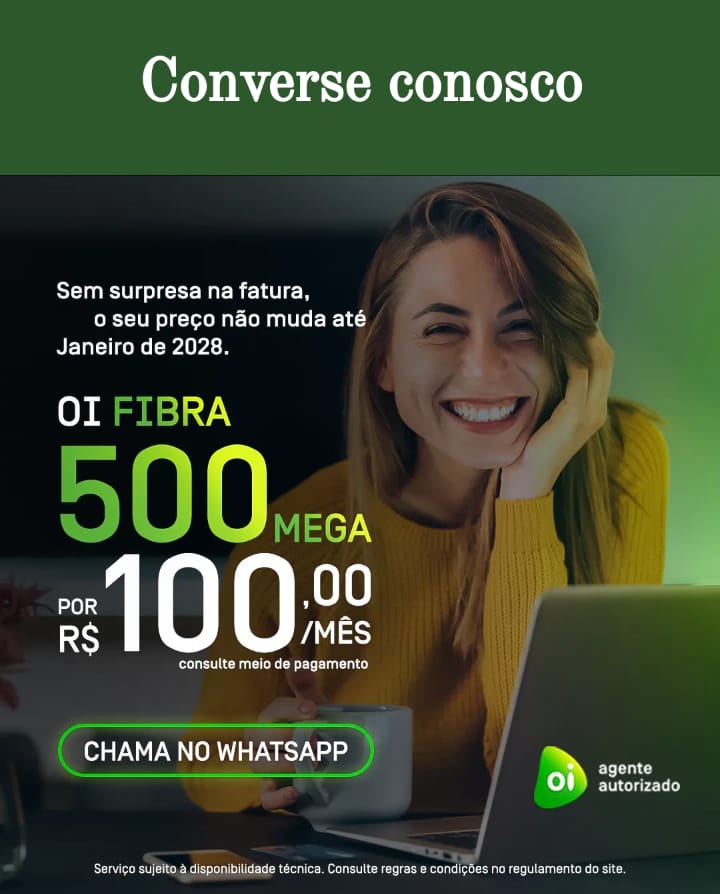 Converse conosco
Sem surpresa na fatura,
o seu preço não muda até
Janeiro de 2028.
OI FIBRA
500 MEGA
POR
R$ 100,00
/MÊS
consulte meio de pagamento
CHAMA NO WHATSAPP
oi agente
autorizado
Serviço sujeito à disponibilidade técnica. Consulte regras e condições no regulamento do site.